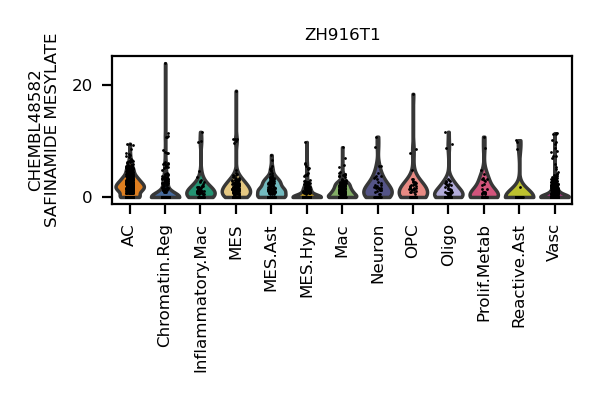 ZH916T1
CHEMBL48582
SAFINAMIDE MESYLATE
20
0
AC
Chromatin.Reg
Inflammatory.Mac
MES
MES.Ast
MES.Hyp
Mac
Neuron
OPC
Oligo
Prolif.Metab
Reactive.Ast
Vasc